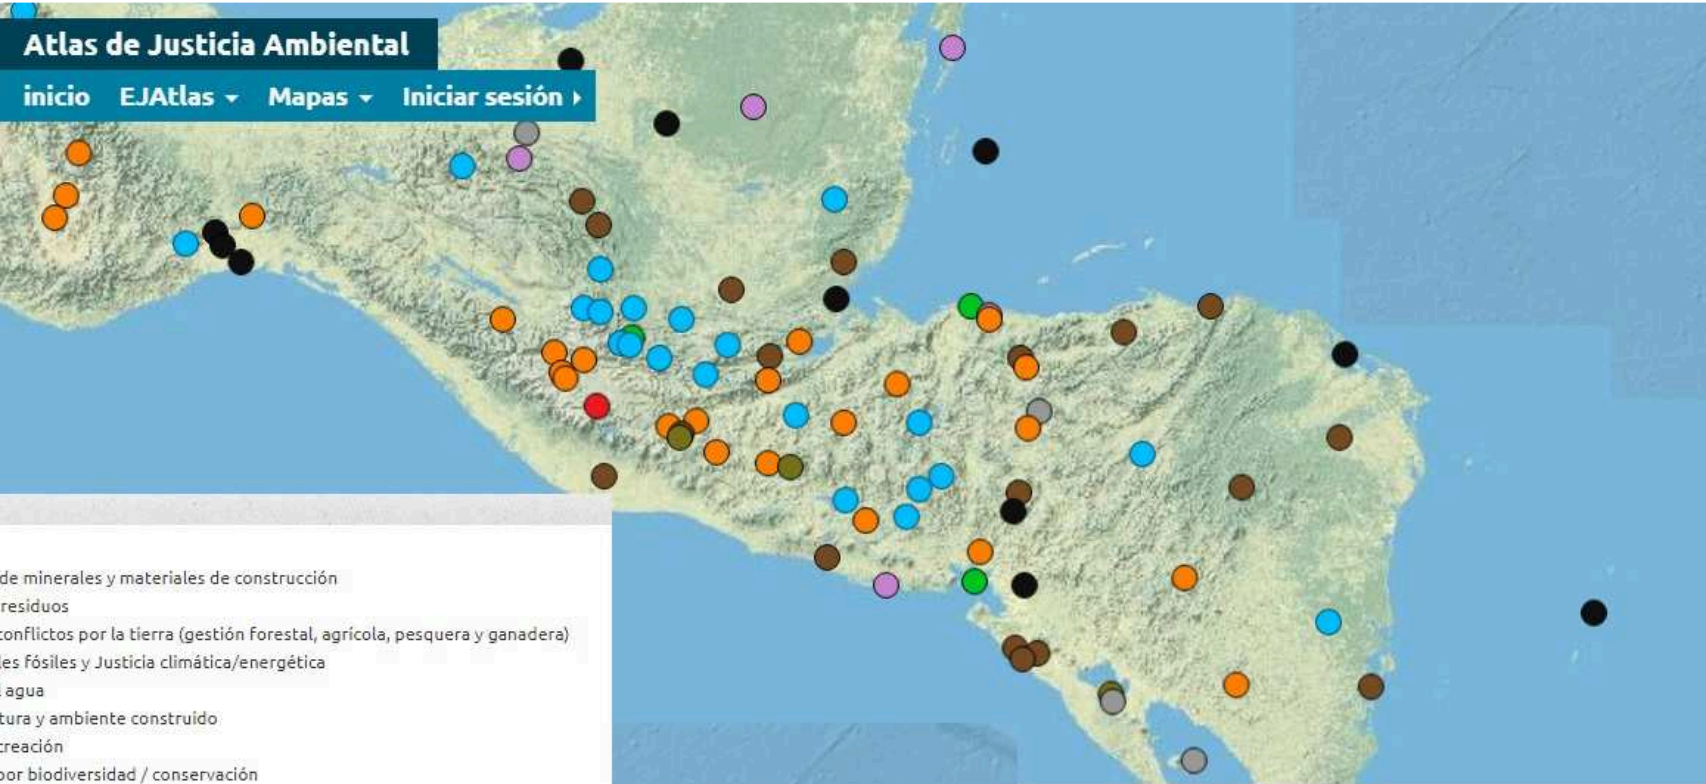 Atlas de Justicia Ambiental
inicio EJAtlas Mapas Iniciar sesión
de minerales y materiales de construcción
residuos
conflictos por la tierra (gestión forestal, agrícola, pesquera y ganadera)
les fósiles y Justicia climática/energética
agua
tura y ambiente construido
creación
por biodiversidad / conservación